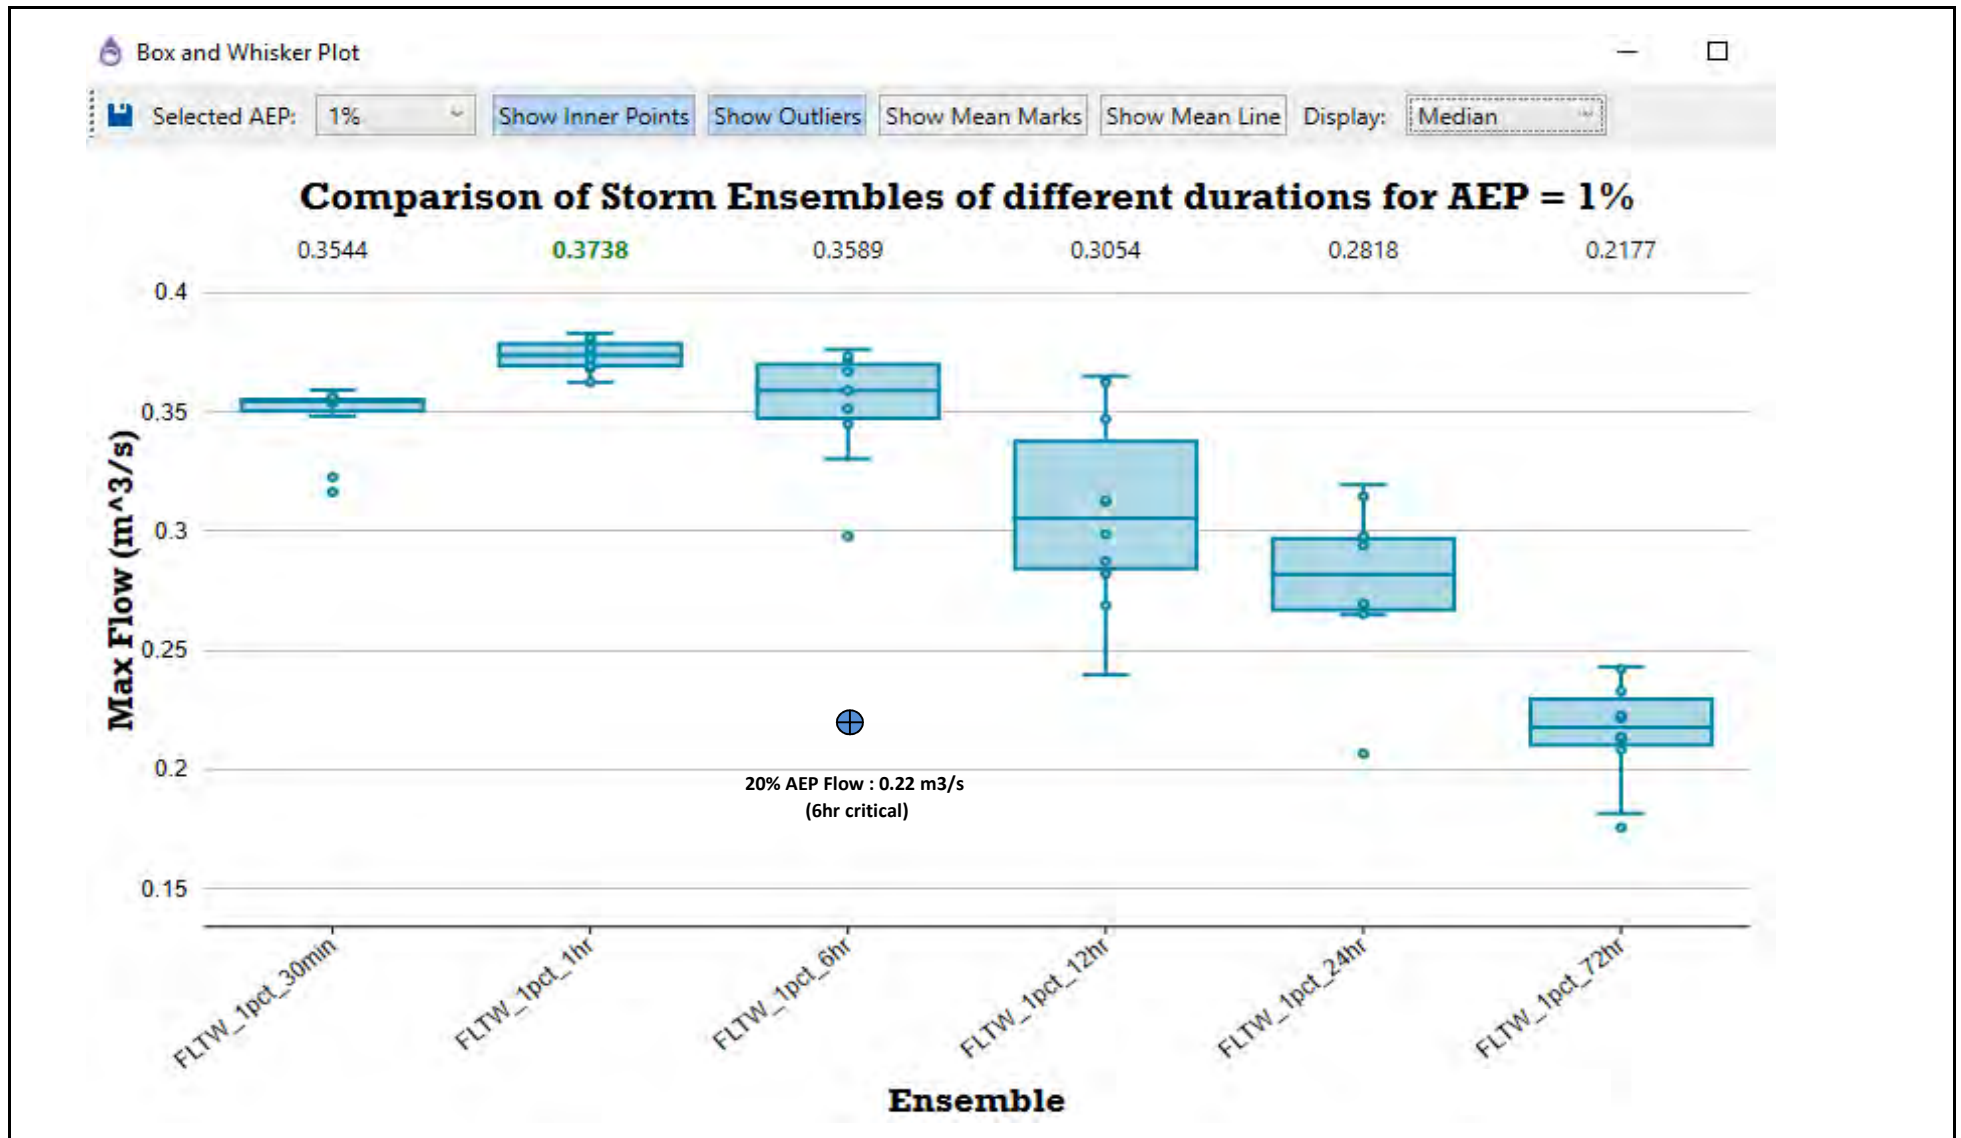 Box and Whisker Plot
Selected AEP: 1% Show Inner Points Show Outliers Show Mean Marks Show Mean Line Display: Median
Comparison of Storm Ensembles of different durations for AEP = 1%
0.3544 0.3738 0.3589 0.3054 0.2818 0.2177
0.4
0.35
0.3
0.25
0.2
0.15
Max Flow (m^3/s)
20% AEP Flow : 0.22 m3/s
(6hr critical)
FLTW_1pct_30min FLTW_1pct_1hr FLTW_1pct_6hr FLTW_1pct_12hr FLTW_1pct_24hr FLTW_1pct_72hr
Ensemble